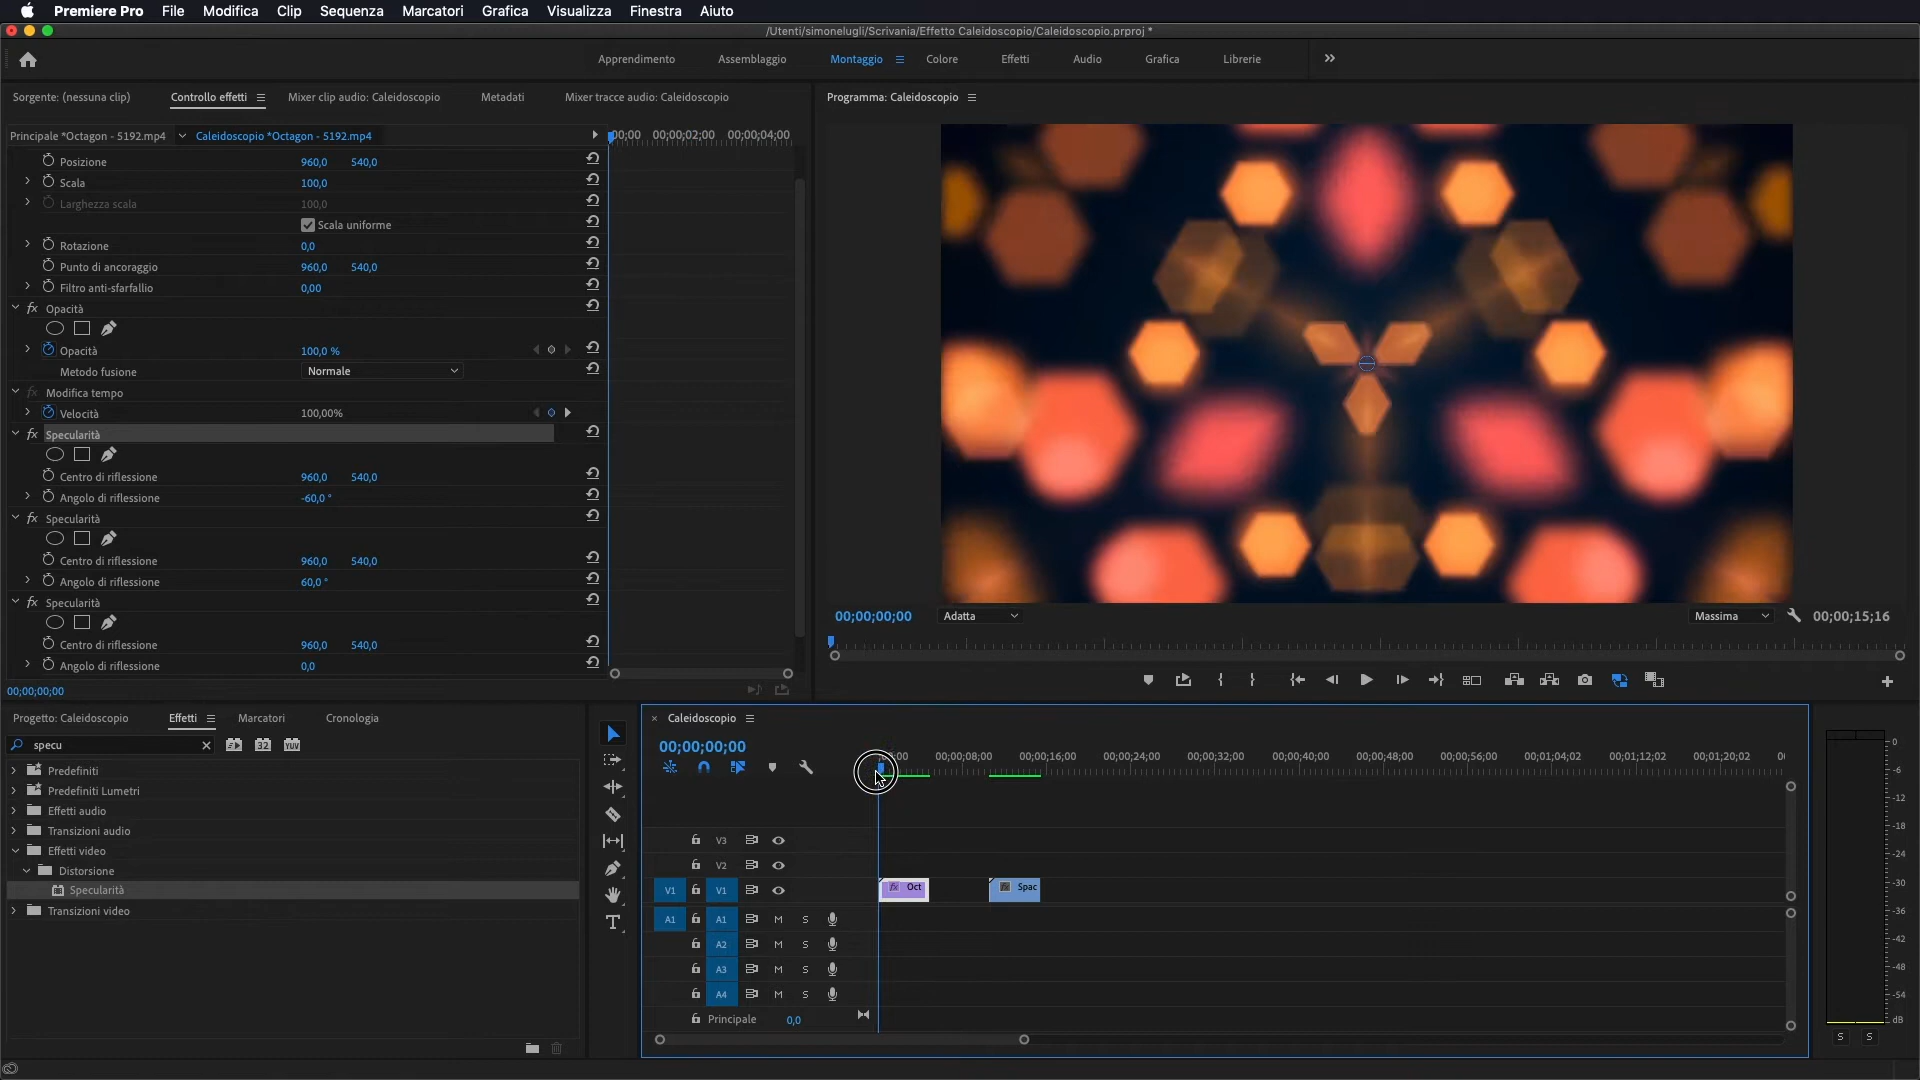 Premiere Pro File Modifica Clip Sequenza Marcatori Grafica Visualizza Finestra Aiuto
/Utenti/simonelugli/Scrivania/Effetto Caleidoscopio/Caleidoscopio.prproj *
Apprendimento Assemblaggio Montaggio Colore Effetti Audio Grafica Librerie
Sorgente: (nessuna clip) Controllo effetti Mixer clip audio: Caleidoscopio Metadati Mixer tracce audio: Caleidoscopio
Programma: Caleidoscopio
Principale *Octagon - 5192.mp4 Caleidoscopio *Octagon - 5192.mp4
00;00 00;00;02;00 00;00;04;00
Posizione 960,0 540,0
Scala 100,0
Larghezza scala 100,0
Scala uniforme
Rotazione 0,0
Punto di ancoraggio 960,0 540,0
Filtro anti-sfarfallio 0,00
fx Opacità
Opacità 100,0 %
Metodo fusione Normale
fx Modifica tempo
Velocità 100,00%
fx Specularità
Centro di riflessione 960,0 540,0
Angolo di riflessione -60,0 °
fx Specularità
Centro di riflessione 960,0 540,0
Angolo di riflessione 60,0 °
fx Specularità
Centro di riflessione 960,0 540,0
Angolo di riflessione 0,0
00;00;00;00
00;00;00;00 Adatta Massima 00;00;15;16
Progetto: Caleidoscopio Effetti Marcatori Cronologia
specu 32 YUV
Predefiniti
Predefiniti Lumetri
Effetti audio
Transizioni audio
Effetti video
Distorsione
Specularità
Transizioni video
T
Caleidoscopio
00;00;00;00
00;00;08;00 00;00;16;00 00;00;24;00 00;00;32;00 00;00;40;00 00;00;48;00 00;00;56;00 00;01;04;02 00;01;12;02 00;01;20;02
V3
V2
V1 V1 fx Oct fx Spac
A1 A1 M S
A2 M S
A3 M S
A4 M S
Principale 0,0
0
-6
-12
-18
-24
-30
-36
-42
-48
-54
dB
S S